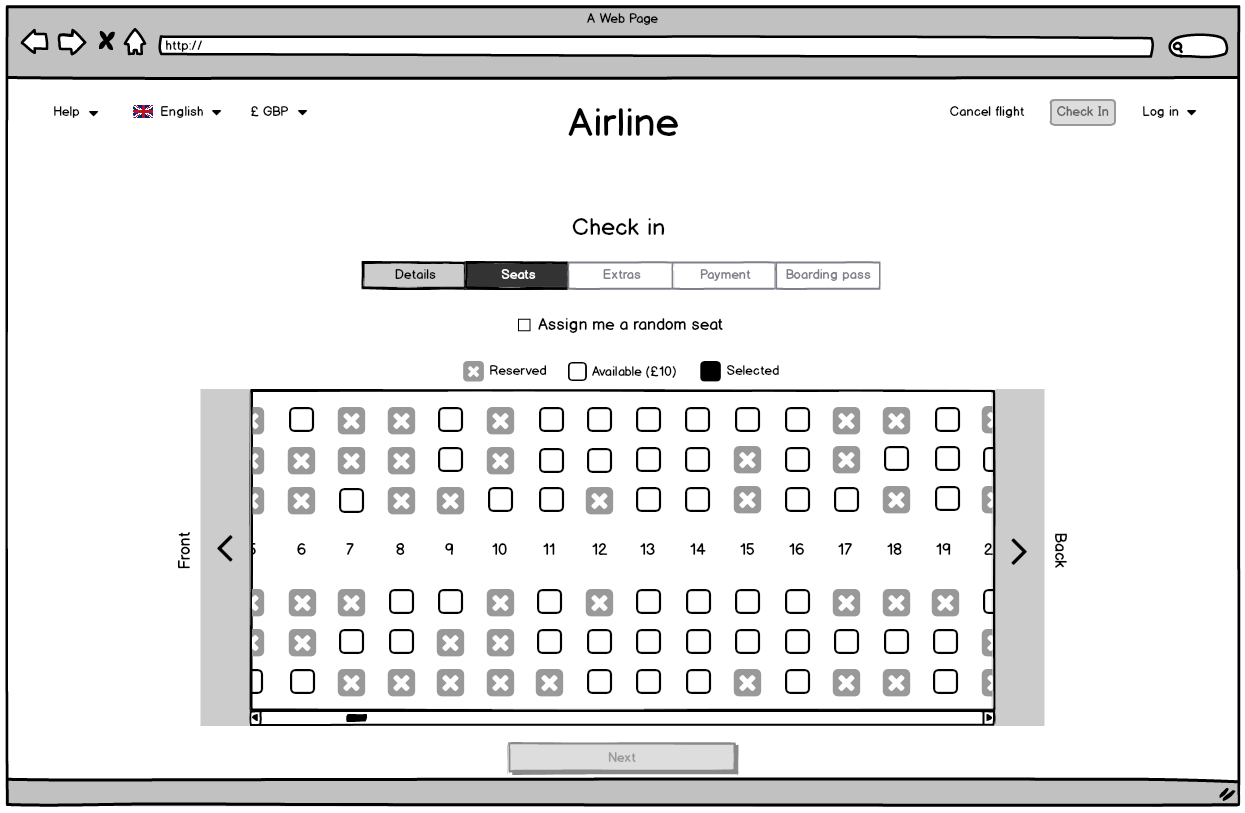 A Web Page
http://
Help English £ GBP Airline Cancel flight Check In Log in
Check in
Details Seats Extras Payment Boarding pass
Assign me a random seat
Reserved Available (£10) Selected
Front 6 7 8 9 10 11 12 13 14 15 16 17 18 19 Back
Next